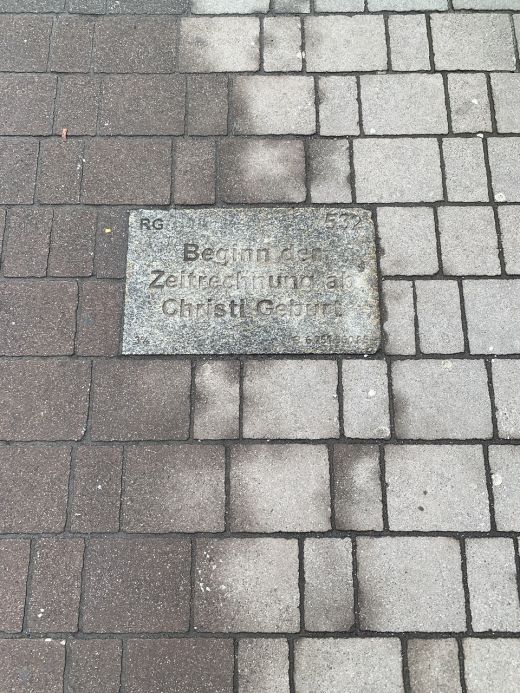 RG 532
Beginn der
Zeitrechnung ab
Christi Geburt